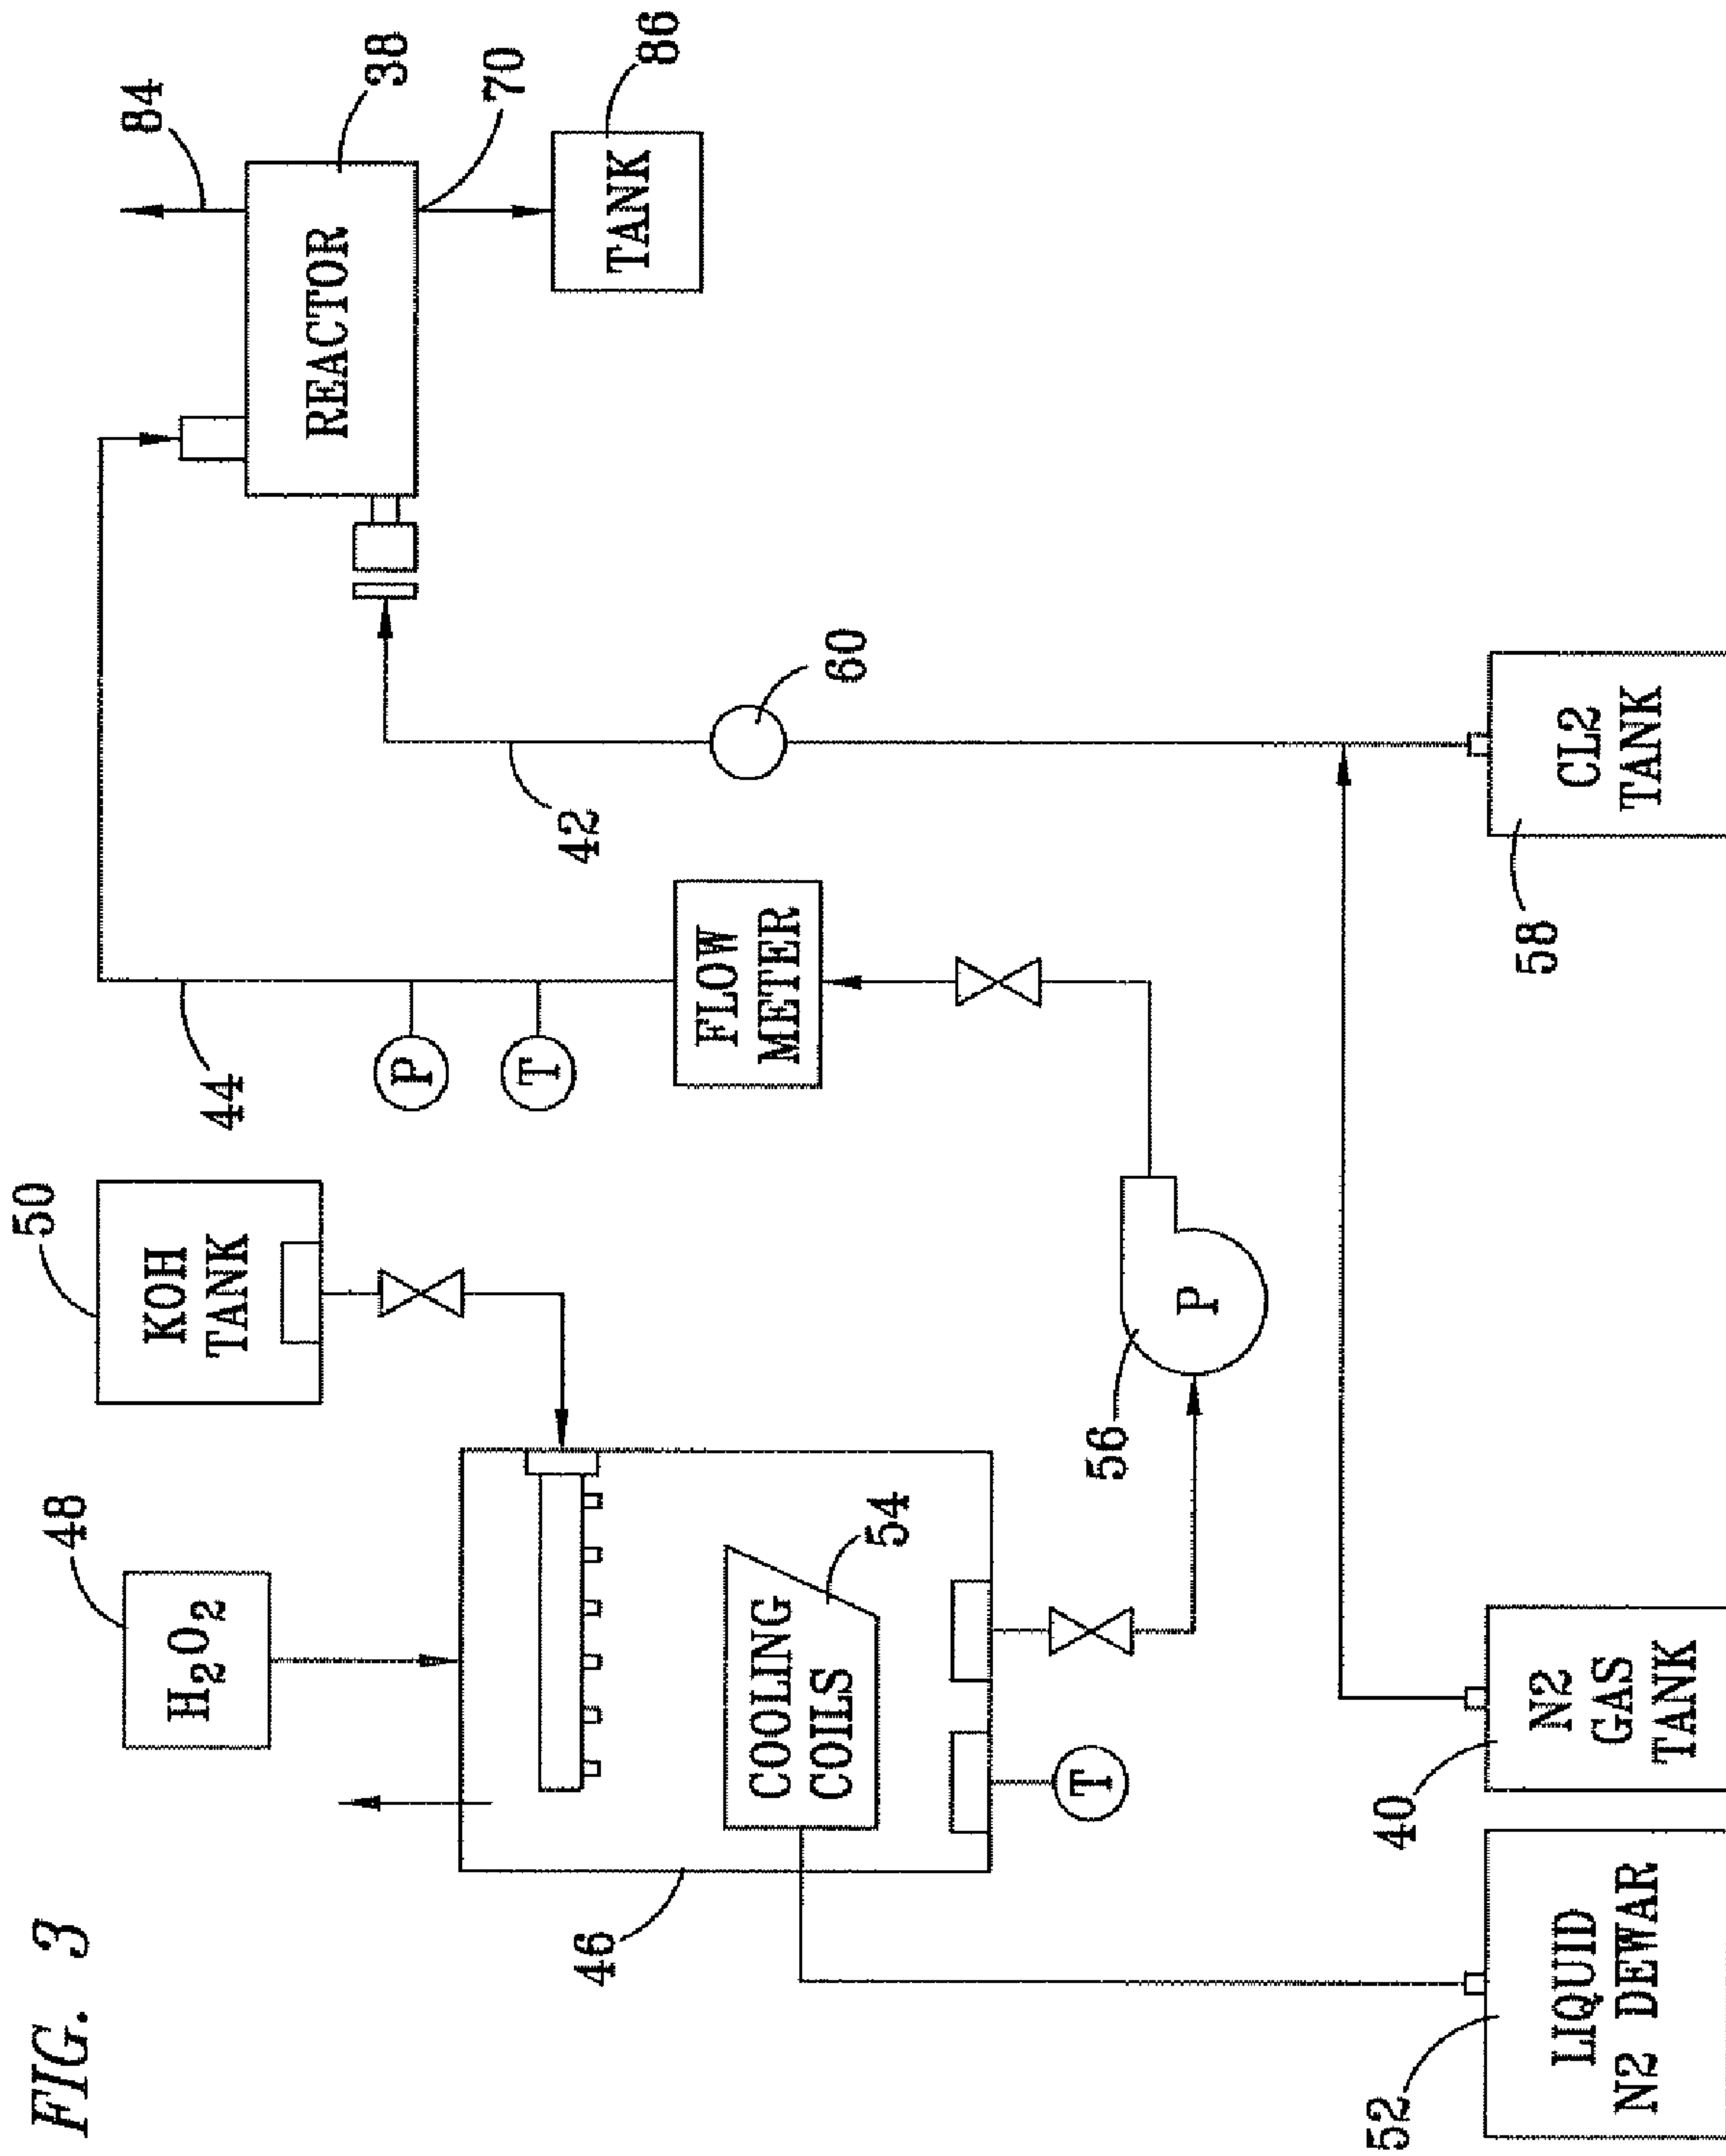 FIG. 3
48
H₂O₂
50
KOH
TANK
44
84
REACTOR
38
70
TANK
86
P
T
FLOW
METER
42
60
46
COOLING
COILS
54
T
56
P
52
LIQUID
N2 DEWAR
40
N2
GAS
TANK
58
CL2
TANK